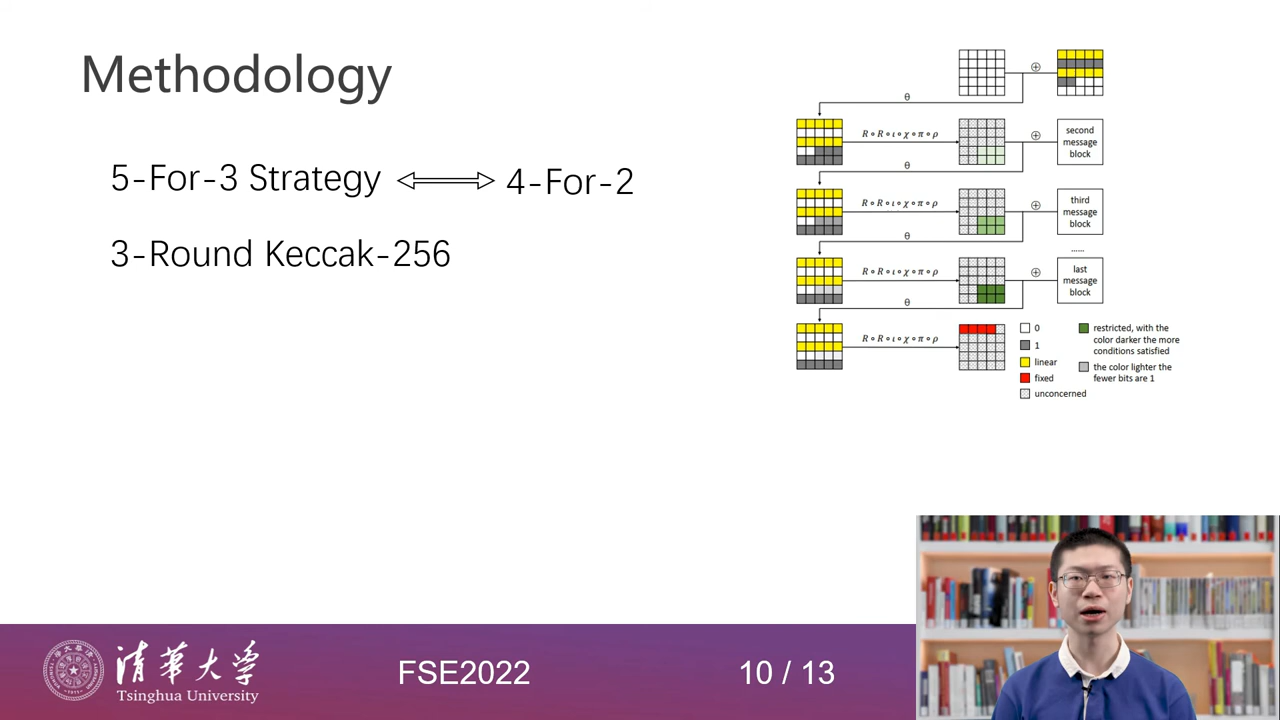 Methodology
5-For-3 Strategy
4-For-2
3-Round Keccak-256
⊕
θ
R∘R∘ι∘χ∘π∘ρ
⊕
second
message
block
θ
R∘R∘ι∘χ∘π∘ρ
⊕
third
message
block
θ
......
R∘R∘ι∘χ∘π∘ρ
⊕
last
message
block
θ
R∘R∘ι∘χ∘π∘ρ
0
1
linear
fixed
unconcerned
restricted, with the
color darker the more
conditions satisfied
the color lighter the
fewer bits are 1
清华大学
Tsinghua University
FSE2022
10 / 13